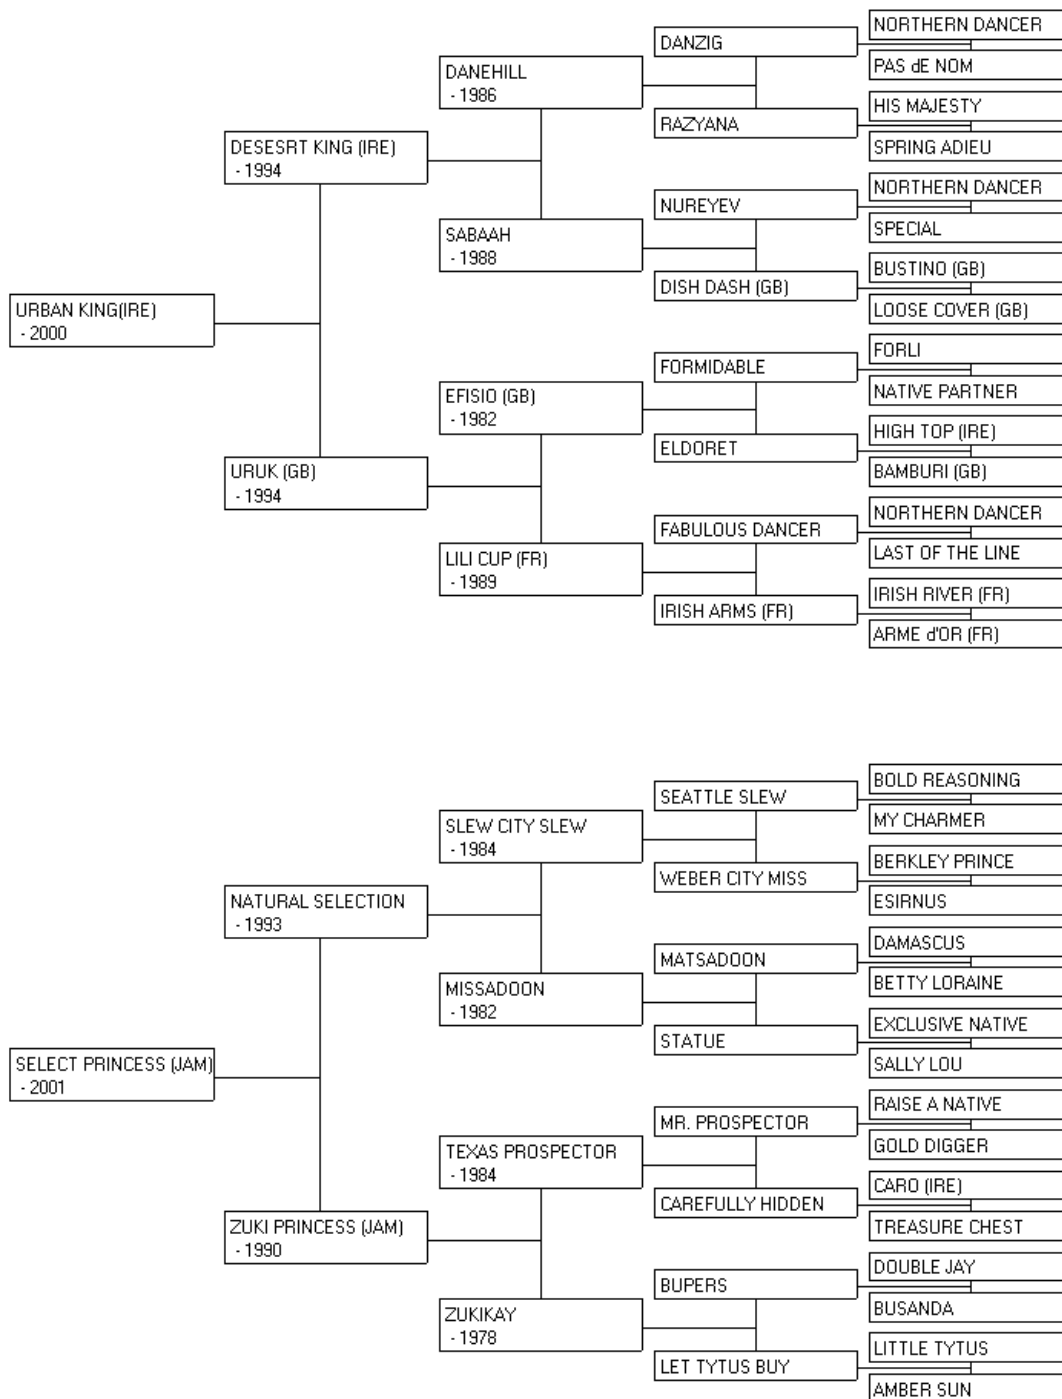 NORTHERN DANCER
DANZIG
PAS dE NOM
DANEHILL
- 1986
HIS MAJESTY
RAZYANA
SPRING ADIEU
DESESRT KING (IRE)
- 1994
NORTHERN DANCER
NUREYEV
SPECIAL
SABAAH
- 1988
BUSTINO (GB)
DISH DASH (GB)
LOOSE COVER (GB)
URBAN KING(IRE)
- 2000
FORLI
FORMIDABLE
NATIVE PARTNER
EFISIO (GB)
- 1982
HIGH TOP (IRE)
ELDORET
BAMBURI (GB)
URUK (GB)
- 1994
NORTHERN DANCER
FABULOUS DANCER
LAST OF THE LINE
LILI CUP (FR)
- 1989
IRISH RIVER (FR)
IRISH ARMS (FR)
ARME d'OR (FR)
BOLD REASONING
SEATTLE SLEW
MY CHARMER
SLEW CITY SLEW
- 1984
BERKLEY PRINCE
WEBER CITY MISS
ESIRNUS
NATURAL SELECTION
- 1993
DAMASCUS
MATSADOON
BETTY LORAINE
MISSADOON
- 1982
EXCLUSIVE NATIVE
STATUE
SALLY LOU
SELECT PRINCESS (JAM)
- 2001
RAISE A NATIVE
MR. PROSPECTOR
GOLD DIGGER
TEXAS PROSPECTOR
- 1984
CARO (IRE)
CAREFULLY HIDDEN
TREASURE CHEST
ZUKI PRINCESS (JAM)
- 1990
DOUBLE JAY
BUPERS
BUSANDA
ZUKIKAY
- 1978
LITTLE TYTUS
LET TYTUS BUY
AMBER SUN